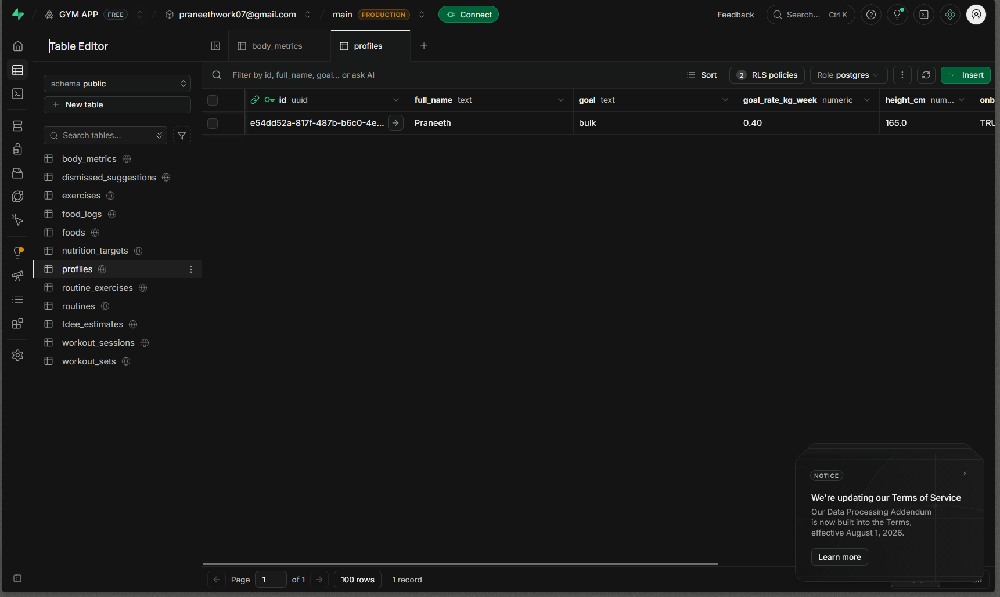 GYM APP FREE praneethwork07@gmail.com main PRODUCTION Connect Feedback Search... Ctrl K
Table Editor
body_metrics
profiles
schema public
New table
Search tables...
body_metrics
dismissed_suggestions
exercises
food_logs
foods
nutrition_targets
profiles
routine_exercises
routines
tdee_estimates
workout_sessions
workout_sets
Filter by id, full_name, goal... or ask AI Sort 2 RLS policies Role postgres Insert
id uuid full_name text goal text goal_rate_kg_week numeric height_cm num... onb
e54dd52a-817f-487b-b6c0-4e... Praneeth bulk 0.40 165.0 TRU
NOTICE
We're updating our Terms of Service
Our Data Processing Addendum
is now built into the Terms,
effective August 1, 2026.
Learn more
Page 1 of 1 100 rows 1 record Data Definition